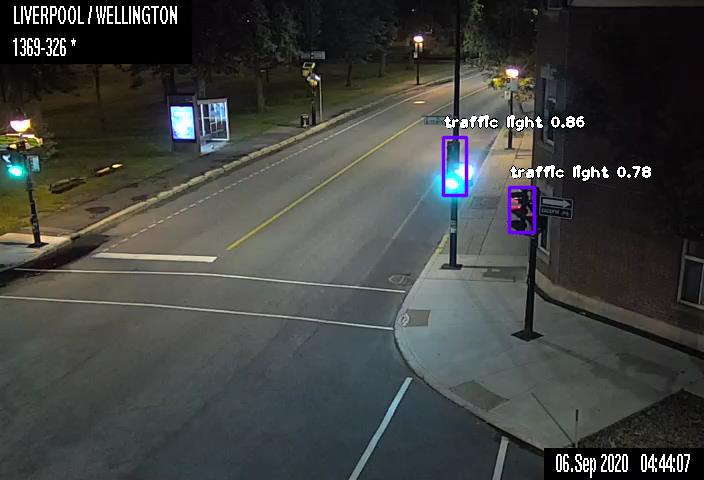 LIVERPOOL / WELLINGTON
1369-326 *
traffic light 0.86
traffic light 0.78
06.Sep 2020 04:44:07